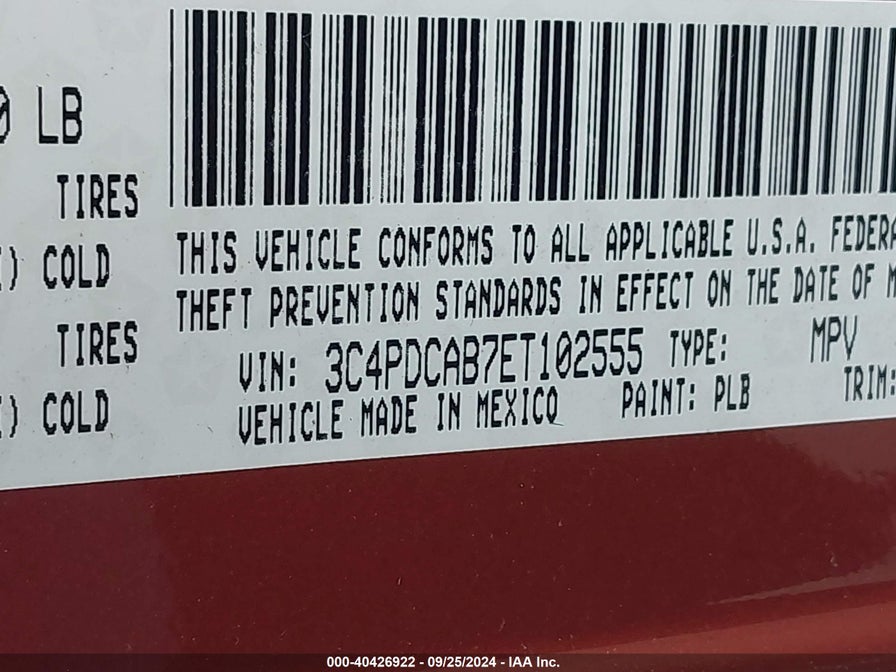 LB
TIRES
COLD
TIRES
COLD
THIS VEHICLE CONFORMS TO ALL APPLICABLE U.S.A.
THEFT PREVENTION STANDARDS IN EFFECT ON THE DATE OF
VIN: 3C4PDCAB7ET102555 TYPE: MPV
VEHICLE MADE IN MEXICO PAINT: PLB TRIM:
000-40426922 - 09/25/2024 - IAA Inc.